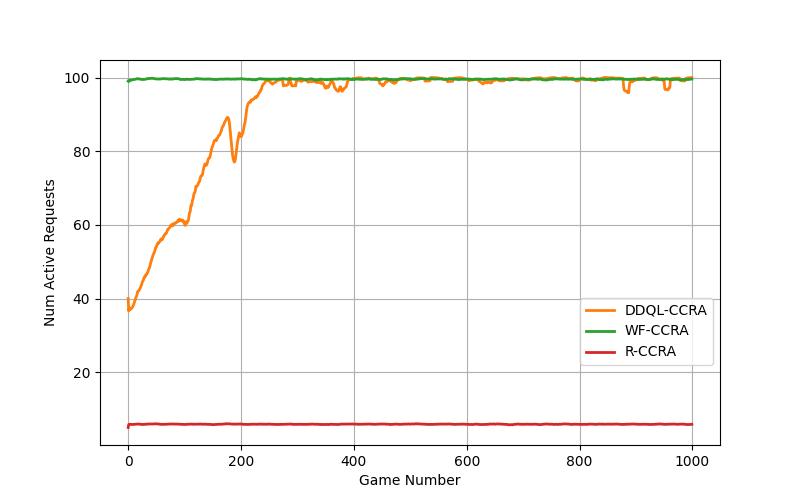 100
80
60
40
20
Num Active Requests
DDQL-CCRA
WF-CCRA
R-CCRA
0 200 400 600 800 1000
Game Number